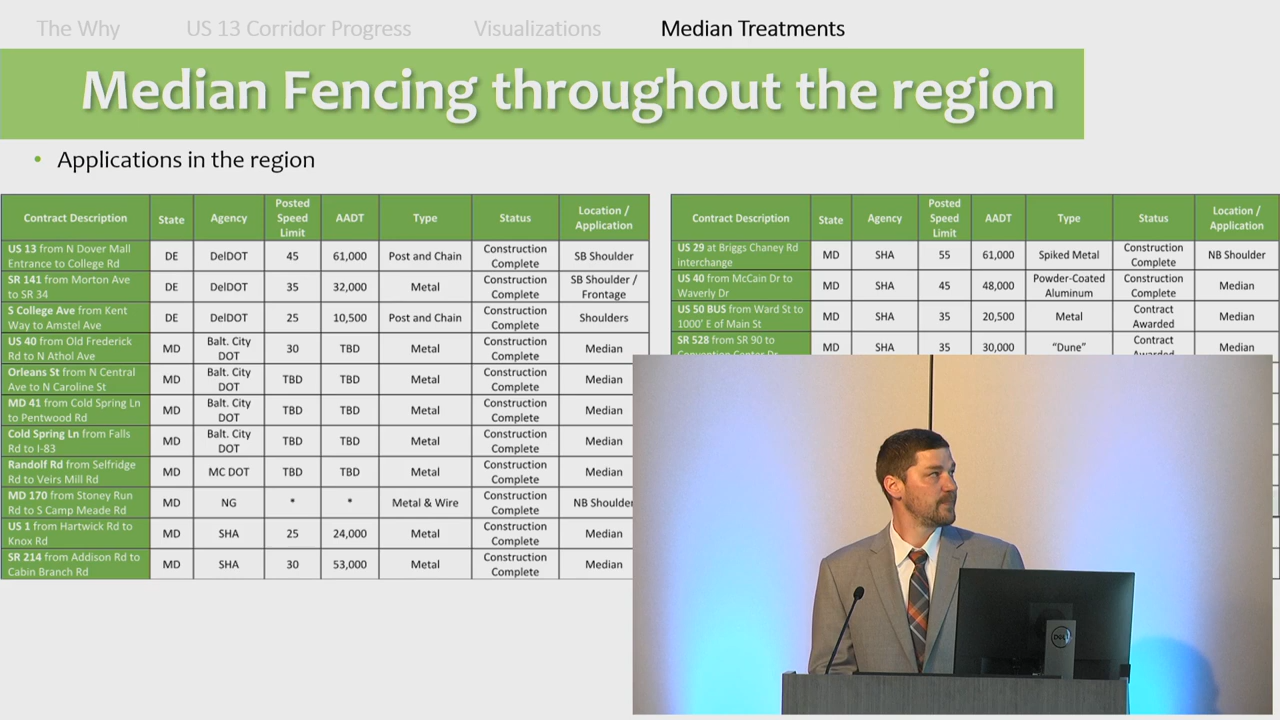 The Why US 13 Corridor Progress Visualizations Median Treatments
Median Fencing throughout the region
• Applications in the region
Contract Description State Agency Posted Speed Limit AADT Type Status Location / Application
US 13 from N Dover Mall Entrance to College Rd DE DelDOT 45 61,000 Post and Chain Construction Complete SB Shoulder
SR 141 from Morton Ave to SR 34 DE DelDOT 35 32,000 Metal Construction Complete SB Shoulder / Frontage
S College Ave from Kent Way to Amstel Ave DE DelDOT 25 10,500 Post and Chain Construction Complete Shoulders
US 40 from Old Frederick Rd to N Athol Ave MD Balt. City DOT 30 TBD Metal Construction Complete Median
Orleans St from N Central Ave to N Caroline St MD Balt. City DOT TBD TBD Metal Construction Complete Median
MD 41 from Cold Spring Ln to Pentwood Rd MD Balt. City DOT TBD TBD Metal Construction Complete Median
Cold Spring Ln from Falls Rd to I-83 MD Balt. City DOT TBD TBD Metal Construction Complete Median
Randolf Rd from Selfridge Rd to Veirs Mill Rd MD MC DOT TBD TBD Metal Construction Complete Median
MD 170 from Stoney Run Rd to S Camp Meade Rd MD NG * * Metal & Wire Construction Complete NB Shoulder
US 1 from Hartwick Rd to Knox Rd MD SHA 25 24,000 Metal Construction Complete Median
SR 214 from Addison Rd to Cabin Branch Rd MD SHA 30 53,000 Metal Construction Complete Median
Contract Description State Agency Posted Speed Limit AADT Type Status Location / Application
US 29 at Briggs Chaney Rd interchange MD SHA 55 61,000 Spiked Metal Construction Complete NB Shoulder
US 40 from McCain Dr to Waverly Dr MD SHA 45 48,000 Powder-Coated Aluminum Construction Complete Median
US 50 BUS from Ward St to 1000' E of Main St MD SHA 35 20,500 Metal Contract Awarded Median
SR 528 from SR 90 to Convention Center Dr MD SHA 35 30,000 "Dune" Contract Awarded Median
DELL